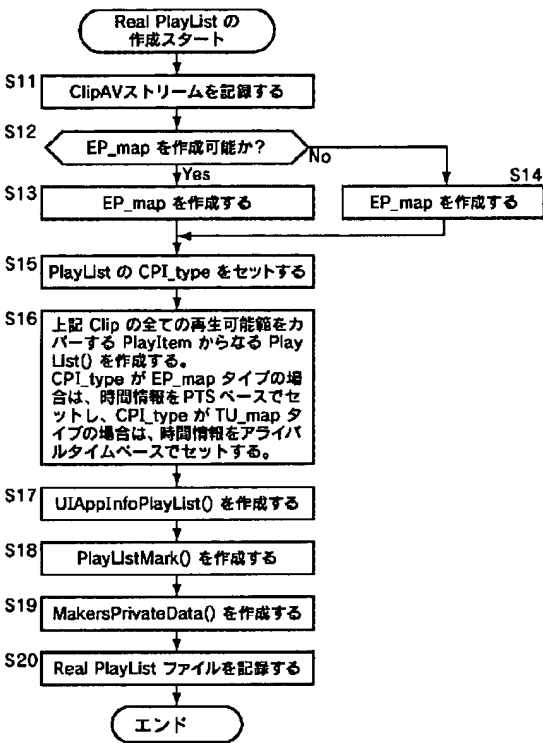 Real PlayList の
作成スタート
S11
ClipAVストリームを記録する
S12
EP_map を作成可能か?
No
Yes
S13
EP_map を作成する
S14
EP_map を作成する
S15
PlayList の CPI_type をセットする
S16
上記 Clip の全ての再生可能範をカ
バーする PlayItem からなる Play
List() を作成する。
CPI_type が EP_map タイプの場
合は、時間情報をPTS ベースでセ
ットし、CPI_type が TU_map タ
イプの場合は、時間情報をアライバ
ルタイムベースでセットする。
S17
UIAppInfoPlayList() を作成する
S18
PlayListMark() を作成する
S19
MakersPrivateData() を作成する
S20
Real PlayList ファイルを記録する
エンド